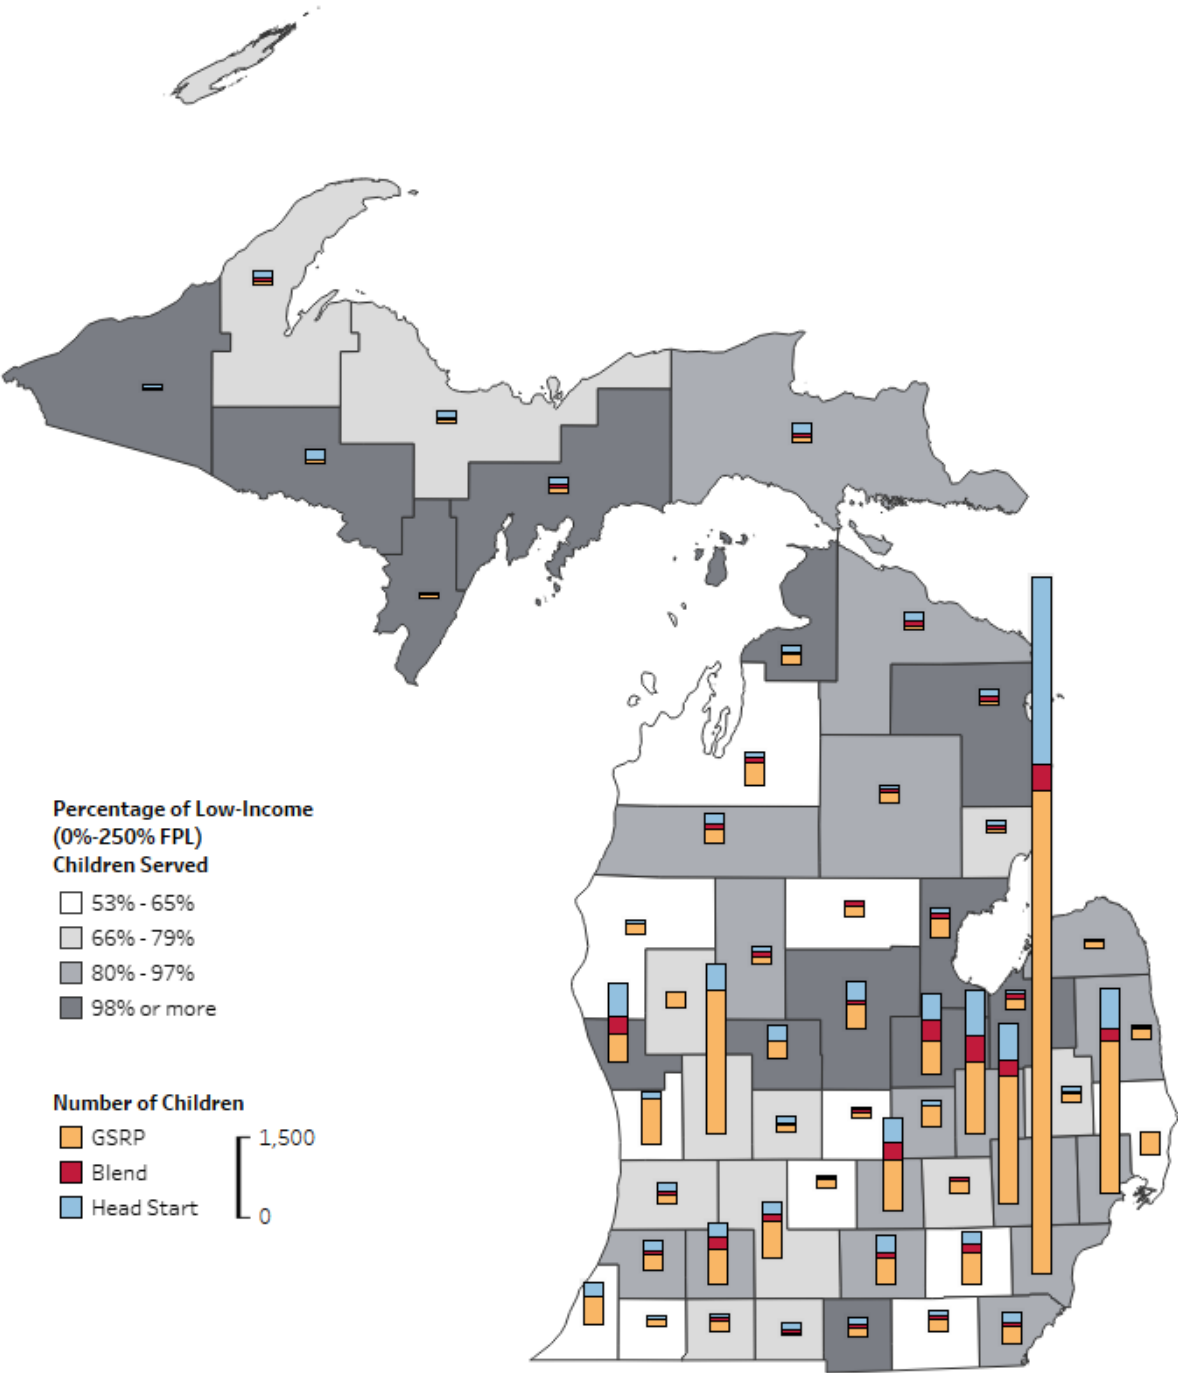 Percentage of Low-Income
(0%-250% FPL)
Children Served
53% - 65%
66% - 79%
80% - 97%
98% or more
Number of Children
GSRP
Blend
Head Start
1,500
0